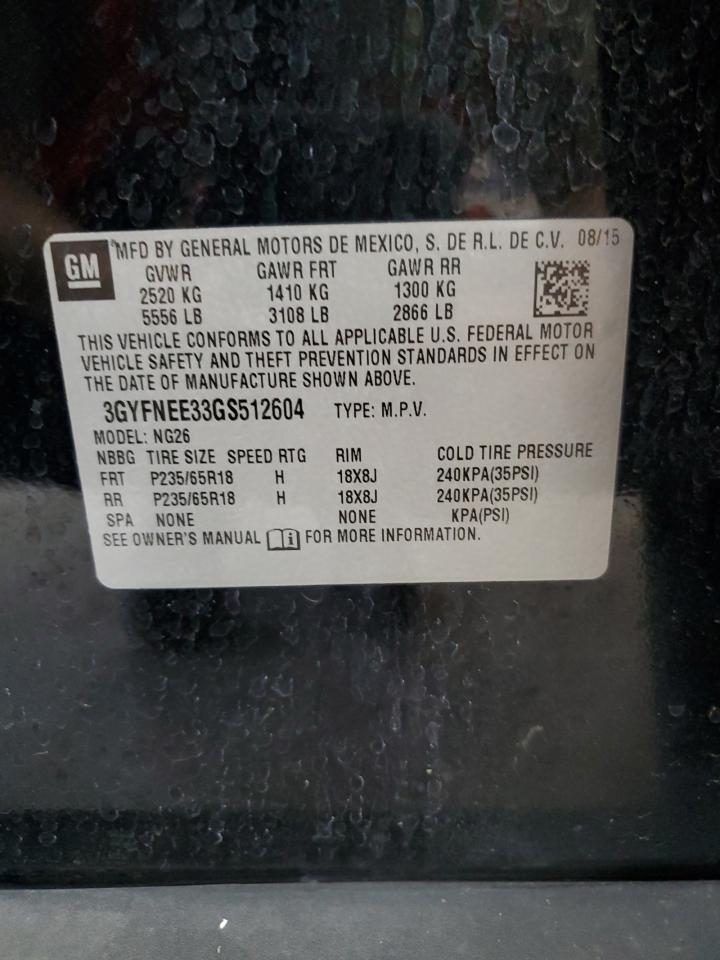 GM MFD BY GENERAL MOTORS DE MEXICO, S. DE R.L. DE C.V. 08/15
GVWR GAWR FRT GAWR RR
2520 KG 1410 KG 1300 KG
5556 LB 3108 LB 2866 LB
THIS VEHICLE CONFORMS TO ALL APPLICABLE U.S. FEDERAL MOTOR
VEHICLE SAFETY AND THEFT PREVENTION STANDARDS IN EFFECT ON
THE DATE OF MANUFACTURE SHOWN ABOVE.
3GYFNEE33GS512604 TYPE: M.P.V.
MODEL: NG26
NBBG TIRE SIZE SPEED RTG RIM COLD TIRE PRESSURE
FRT P235/65R18 H 18X8J 240KPA(35PSI)
RR P235/65R18 H 18X8J 240KPA(35PSI)
SPA NONE NONE KPA(PSI)
SEE OWNER'S MANUAL i FOR MORE INFORMATION.